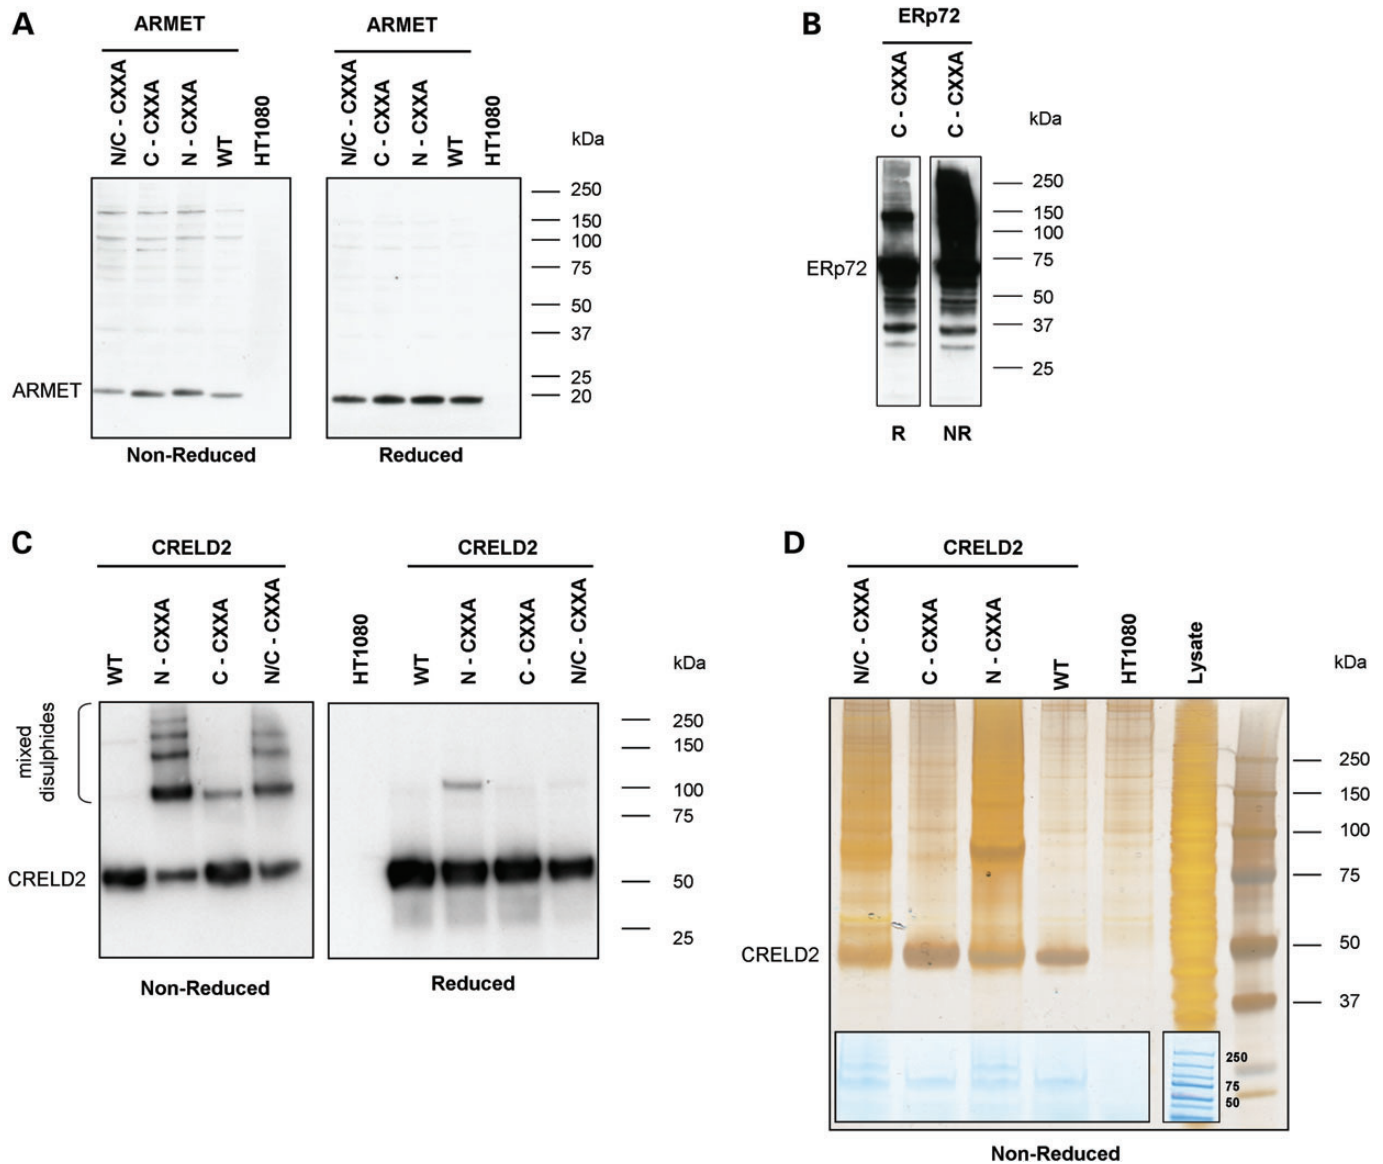 A
ARMET
N/C - CXXA
C - CXXA
N - CXXA
WT
HT1080
ARMET
Non-Reduced
ARMET
N/C - CXXA
C - CXXA
N - CXXA
WT
HT1080
kDa
250
150
100
75
50
37
25
20
Reduced
B
ERp72
C - CXXA
C - CXXA
kDa
250
150
100
75
50
37
25
ERp72
R
NR
C
CRELD2
WT
N - CXXA
C - CXXA
N/C - CXXA
mixed
disulphides
CRELD2
Non-Reduced
CRELD2
HT1080
WT
N - CXXA
C - CXXA
N/C - CXXA
kDa
250
150
100
75
50
25
Reduced
D
CRELD2
N/C - CXXA
C - CXXA
N - CXXA
WT
HT1080
Lysate
kDa
250
150
100
75
50
37
CRELD2
250
75
50
Non-Reduced